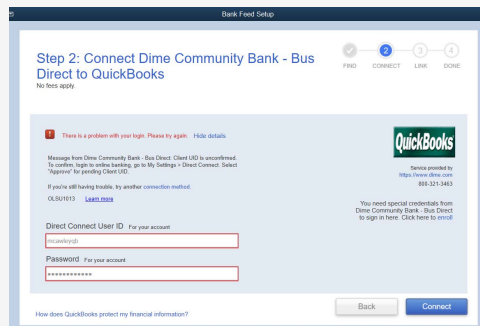 Bank Feed Setup
Step 2: Connect Dime Community Bank - Bus
Direct to QuickBooks
No fees apply.
2
3
4
FIND
CONNECT
LINK
DONE
There is a problem with your login. Please try again. Hide details
Message from Dime Community Bank - Bus Direct: Client UID is unconfirmed.
To confirm, login to online banking, go to My Settings > Direct Connect. Select
"Approve" for pending Client UID.
If you're still having trouble, try another connection method.
OLSU1013 Learn more
QuickBooks
Service provided by
https://www.dime.com
800-321-3463
You need special credentials from
Dime Community Bank - Bus Direct
to sign in here. Click here to enroll
Direct Connect User ID For your account
Password For your account
************
Back
Connect
How does QuickBooks protect my financial information?